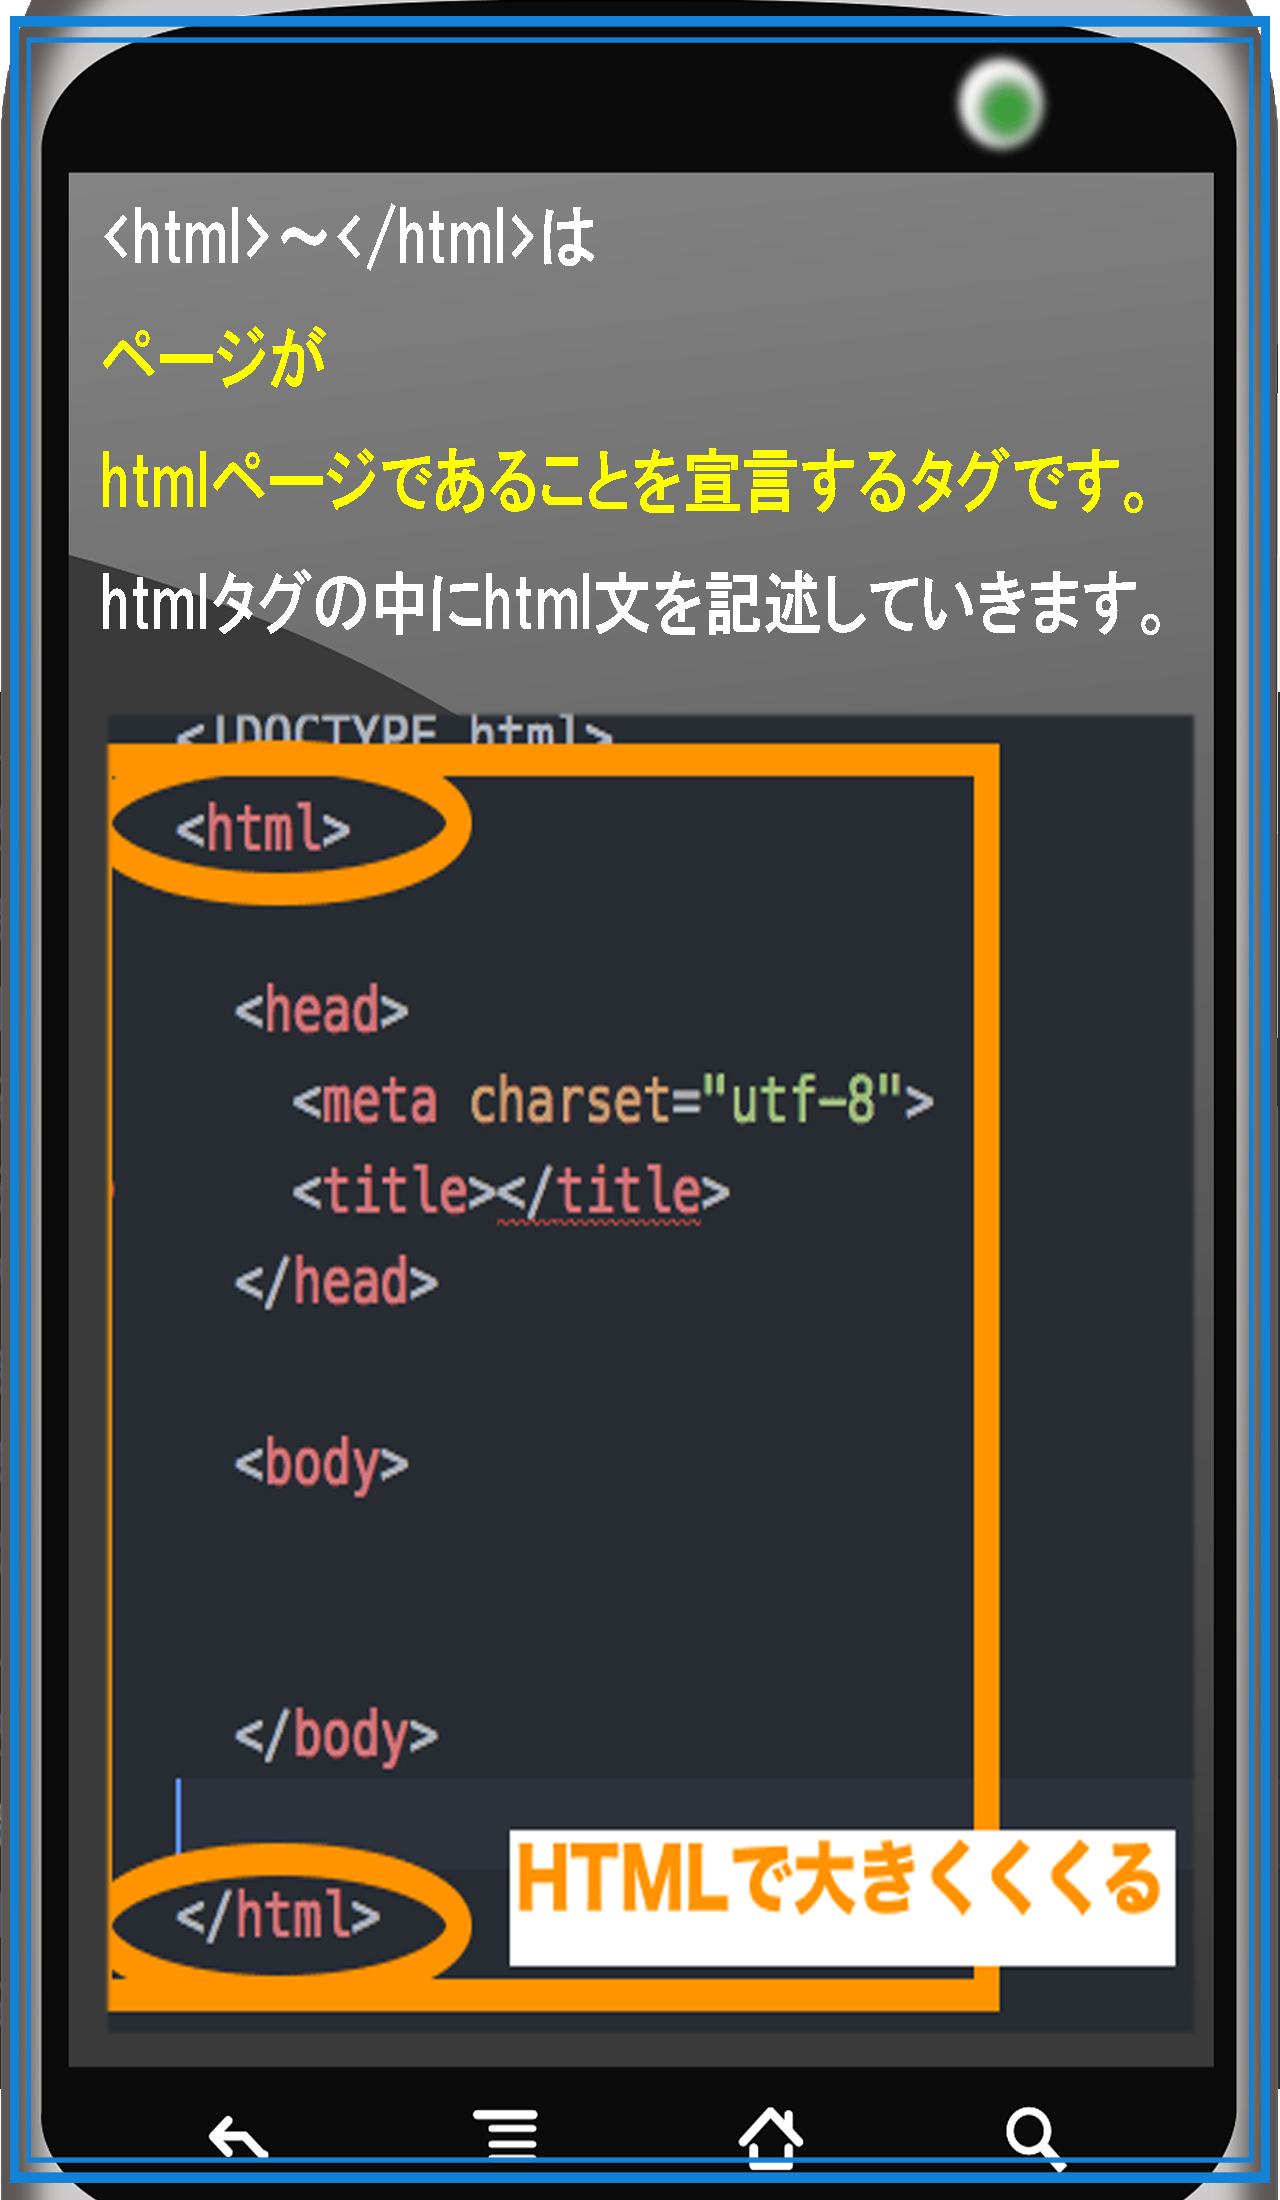 <html>～</html>は
ページが
htmlページであることを宣言するタグです。
htmlタグの中にhtml文を記述していきます。
<!DOCTYPE html>
<html>
<head>
<meta charset="utf-8">
<title></title>
</head>
<body>
</body>
</html>
HTMLで大きくくくる